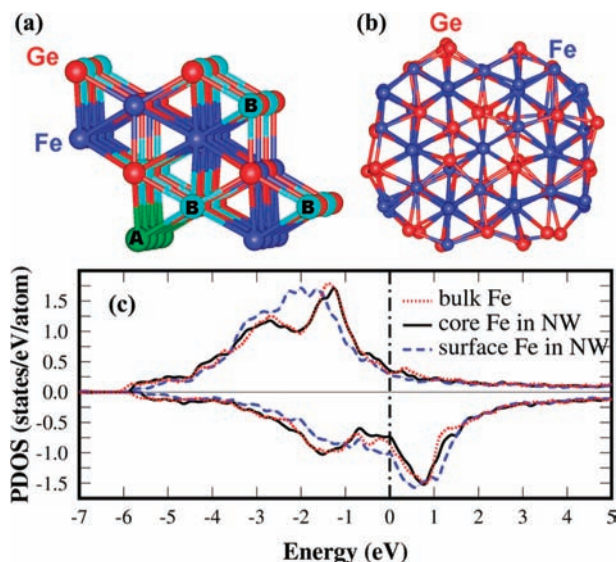 (a)
Ge
Fe
B
B
B
A
(b)
Ge
Fe
(c)
bulk Fe
core Fe in NW
surface Fe in NW
PDOS (states/eV/atom)
1.5
1.0
0.5
0.0
-0.5
-1.0
-1.5
-7 -6 -5 -4 -3 -2 -1 0 1 2 3 4 5
Energy (eV)